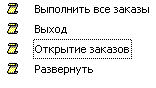 Выполнить все заказы
Выход
Открытие заказов
Развернуть